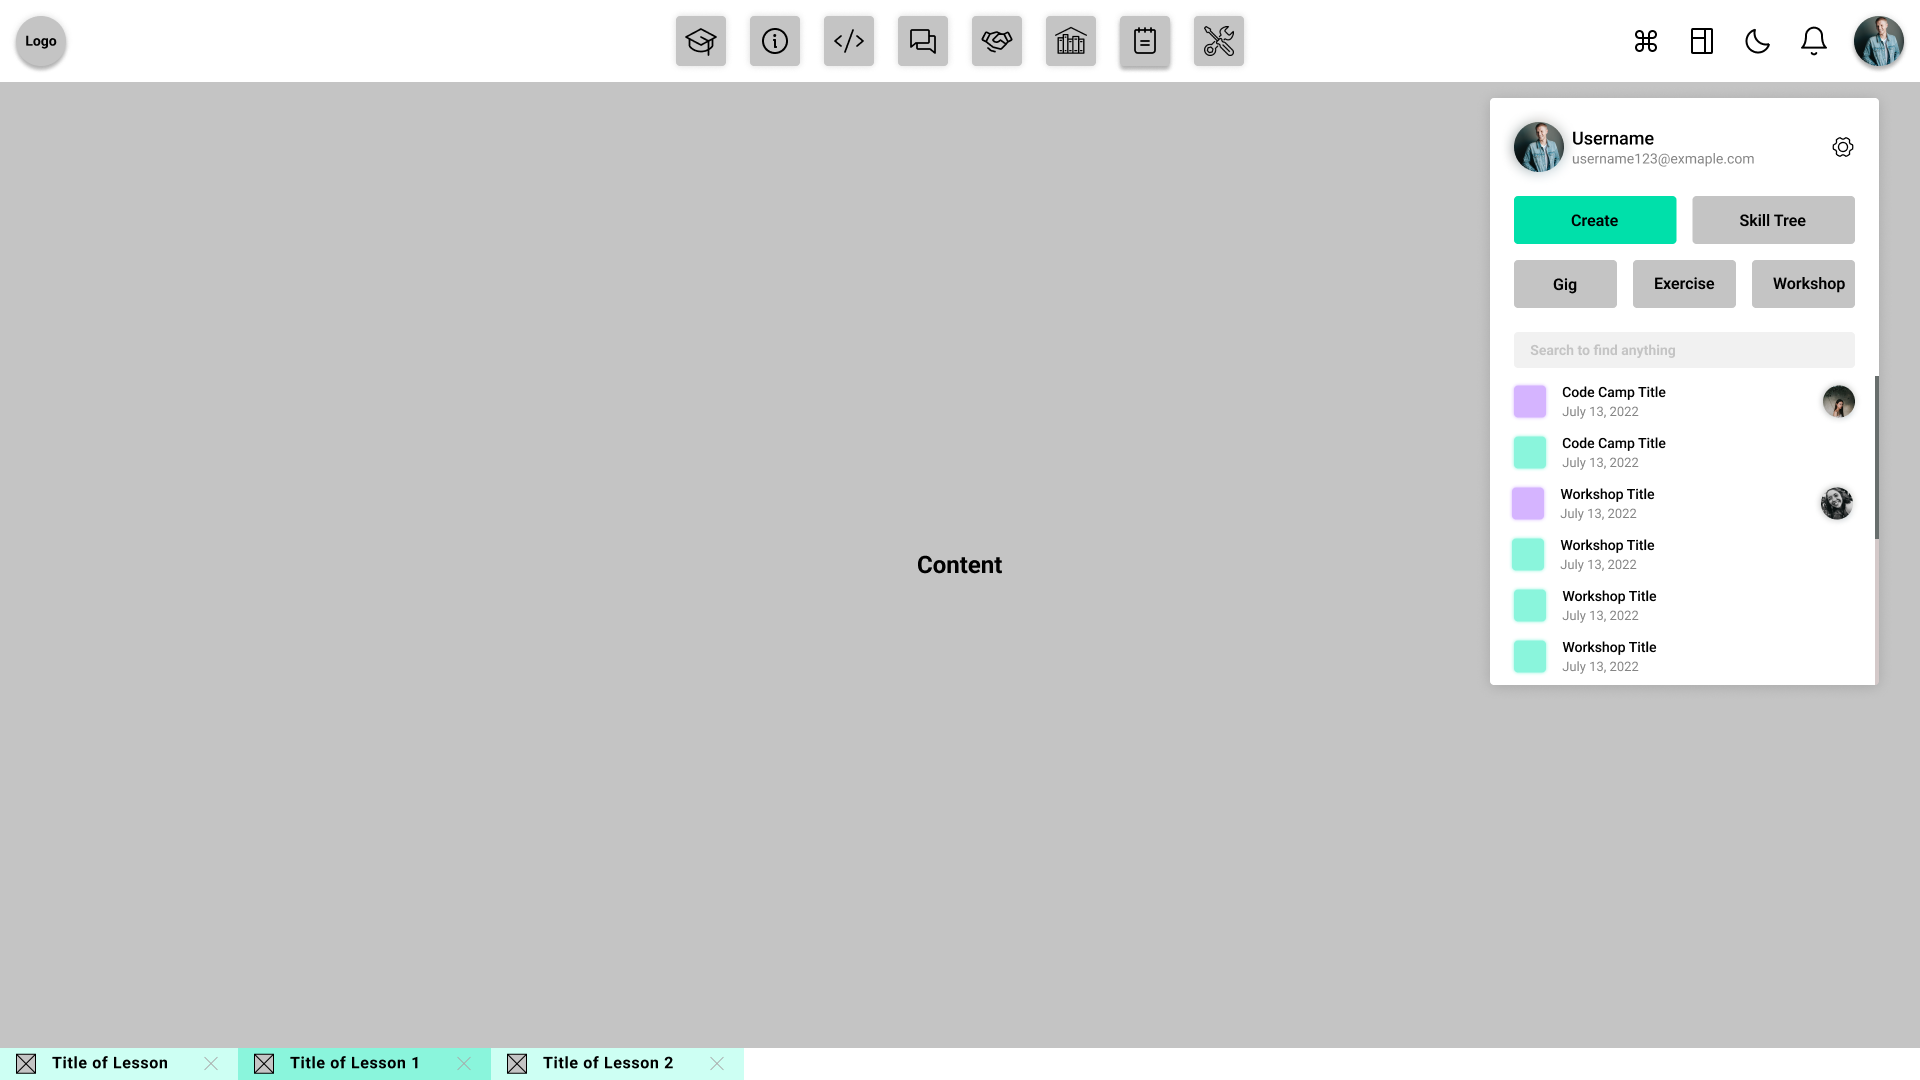 Logo
Username
username123@exmaple.com
Create
Skill Tree
Gig
Exercise
Workshop
Search to find anything
Code Camp Title
July 13, 2022
Code Camp Title
July 13, 2022
Workshop Title
July 13, 2022
Workshop Title
July 13, 2022
Workshop Title
July 13, 2022
Workshop Title
July 13, 2022
Content
Title of Lesson
Title of Lesson 1
Title of Lesson 2